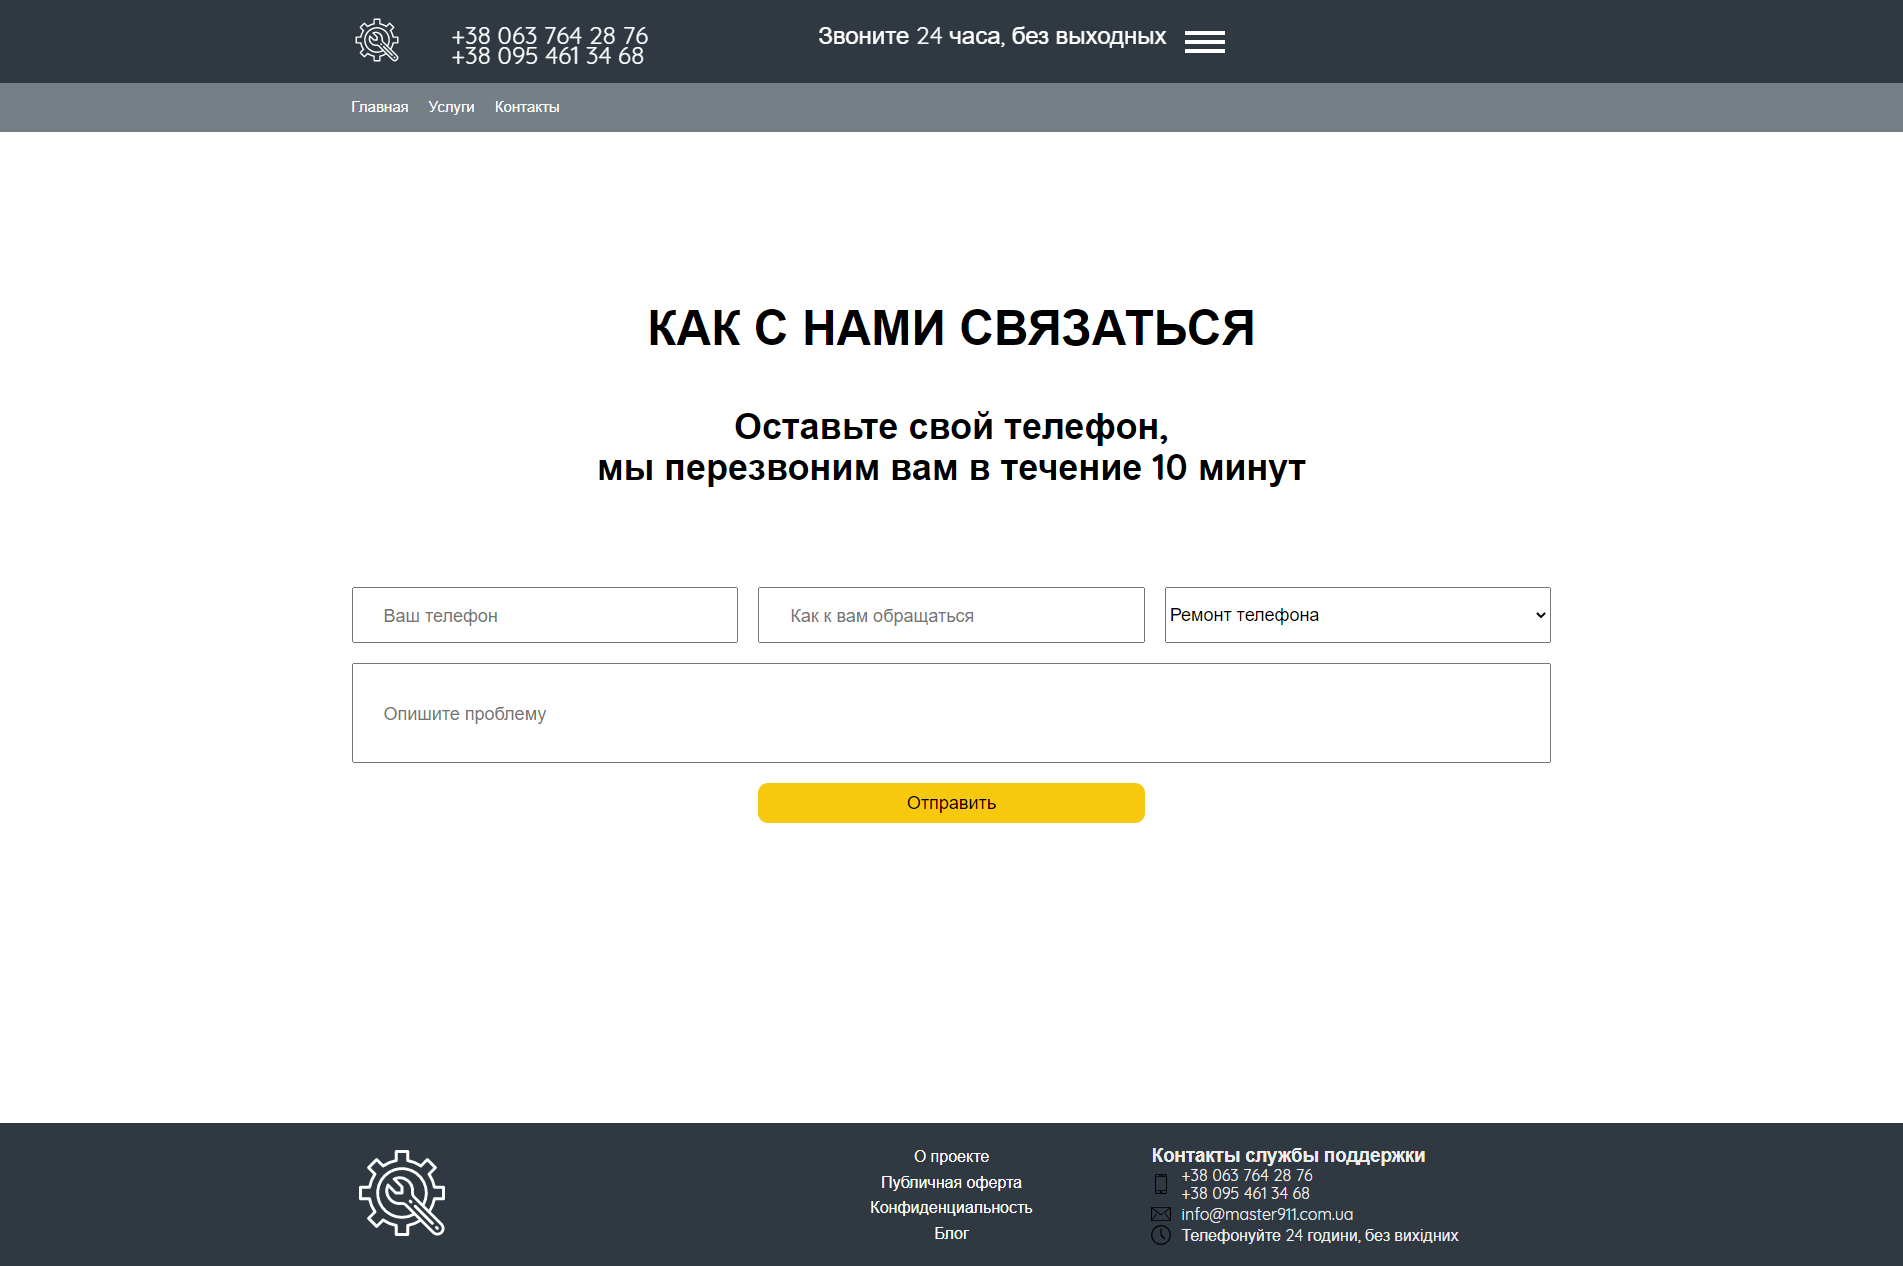 +38 063 764 28 76
+38 095 461 34 68
Звоните 24 часа, без выходных
Главная Услуги Контакты
КАК С НАМИ СВЯЗАТЬСЯ
Оставьте свой телефон,
мы перезвоним вам в течение 10 минут
Ваш телефон
Как к вам обращаться
Ремонт телефона
Опишите проблему
Отправить
О проекте
Публичная оферта
Конфиденциальность
Блог
Контакты службы поддержки
+38 063 764 28 76
+38 095 461 34 68
info@master911.com.ua
Телефонуйте 24 години, без вихідних